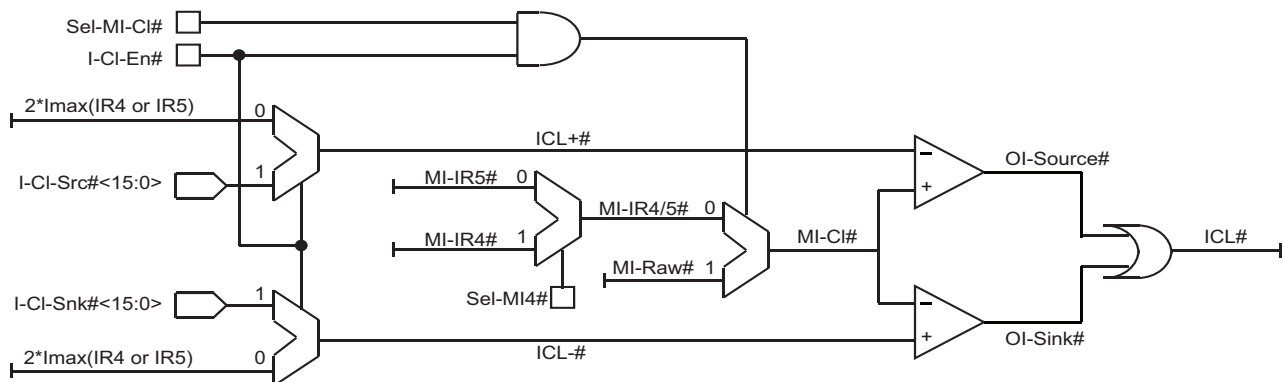 Sel-MI-Cl#
I-Cl-En#
2*Imax(IR4 or IR5)
0
ICL+#
OI-Source#
I-Cl-Src#<15:0>
1
MI-IR5#
0
MI-IR4/5#
0
MI-Cl#
ICL#
MI-IR4#
1
MI-Raw#
1
Sel-MI4#
I-Cl-Snk#<15:0>
1
2*Imax(IR4 or IR5)
0
ICL-#
OI-Sink#
−
+
−
+